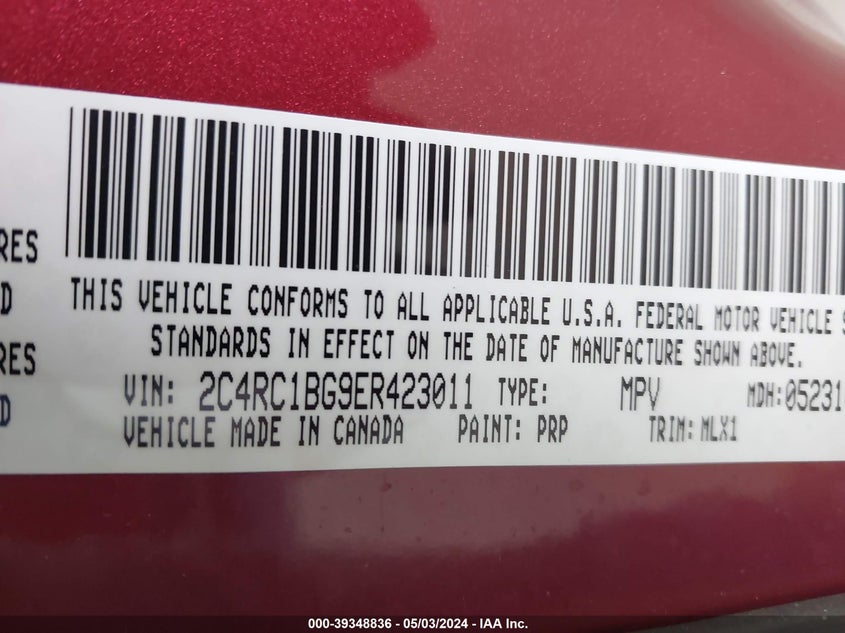 RES
D
RES
D
THIS VEHICLE CONFORMS TO ALL APPLICABLE U.S.A. FEDERAL MOTOR VEHICLE S
STANDARDS IN EFFECT ON THE DATE OF MANUFACTURE SHOWN ABOVE.
VIN: 2C4RC1BG9ER423011 TYPE: MPV MDH:05231
VEHICLE MADE IN CANADA PAINT: PRP TRIM: MLX1
000-39348836 - 05/03/2024 - IAA Inc.